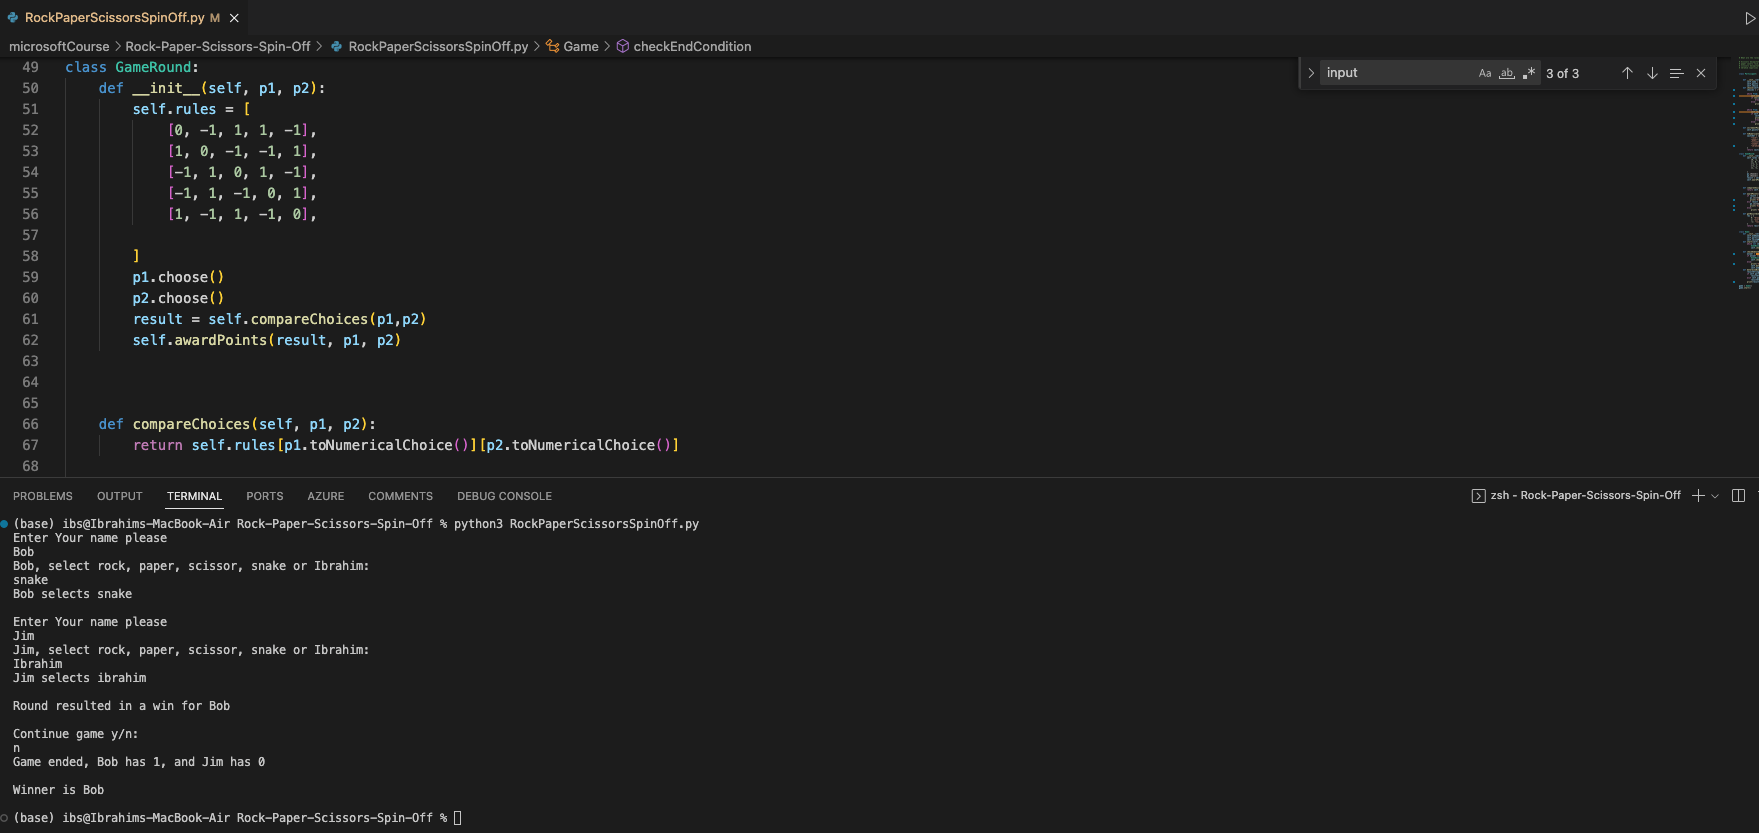 RockPaperScissorsSpinOff.py M
microsoftCourse > Rock-Paper-Scissors-Spin-Off > RockPaperScissorsSpinOff.py > Game > checkEndCondition
input Aa ab .* 3 of 3
49 class GameRound:
50 def __init__(self, p1, p2):
51 self.rules = [
52 [0, -1, 1, 1, -1],
53 [1, 0, -1, -1, 1],
54 [-1, 1, 0, 1, -1],
55 [-1, 1, -1, 0, 1],
56 [1, -1, 1, -1, 0],
57
58 ]
59 p1.choose()
60 p2.choose()
61 result = self.compareChoices(p1,p2)
62 self.awardPoints(result, p1, p2)
63
64
65
66 def compareChoices(self, p1, p2):
67 return self.rules[p1.toNumericalChoice()][p2.toNumericalChoice()]
68
PROBLEMS OUTPUT TERMINAL PORTS AZURE COMMENTS DEBUG CONSOLE zsh - Rock-Paper-Scissors-Spin-Off
(base) ibs@Ibrahims-MacBook-Air Rock-Paper-Scissors-Spin-Off % python3 RockPaperScissorsSpinOff.py
Enter Your name please
Bob
Bob, select rock, paper, scissor, snake or Ibrahim:
snake
Bob selects snake
Enter Your name please
Jim
Jim, select rock, paper, scissor, snake or Ibrahim:
Ibrahim
Jim selects ibrahim
Round resulted in a win for Bob
Continue game y/n:
n
Game ended, Bob has 1, and Jim has 0
Winner is Bob
(base) ibs@Ibrahims-MacBook-Air Rock-Paper-Scissors-Spin-Off %